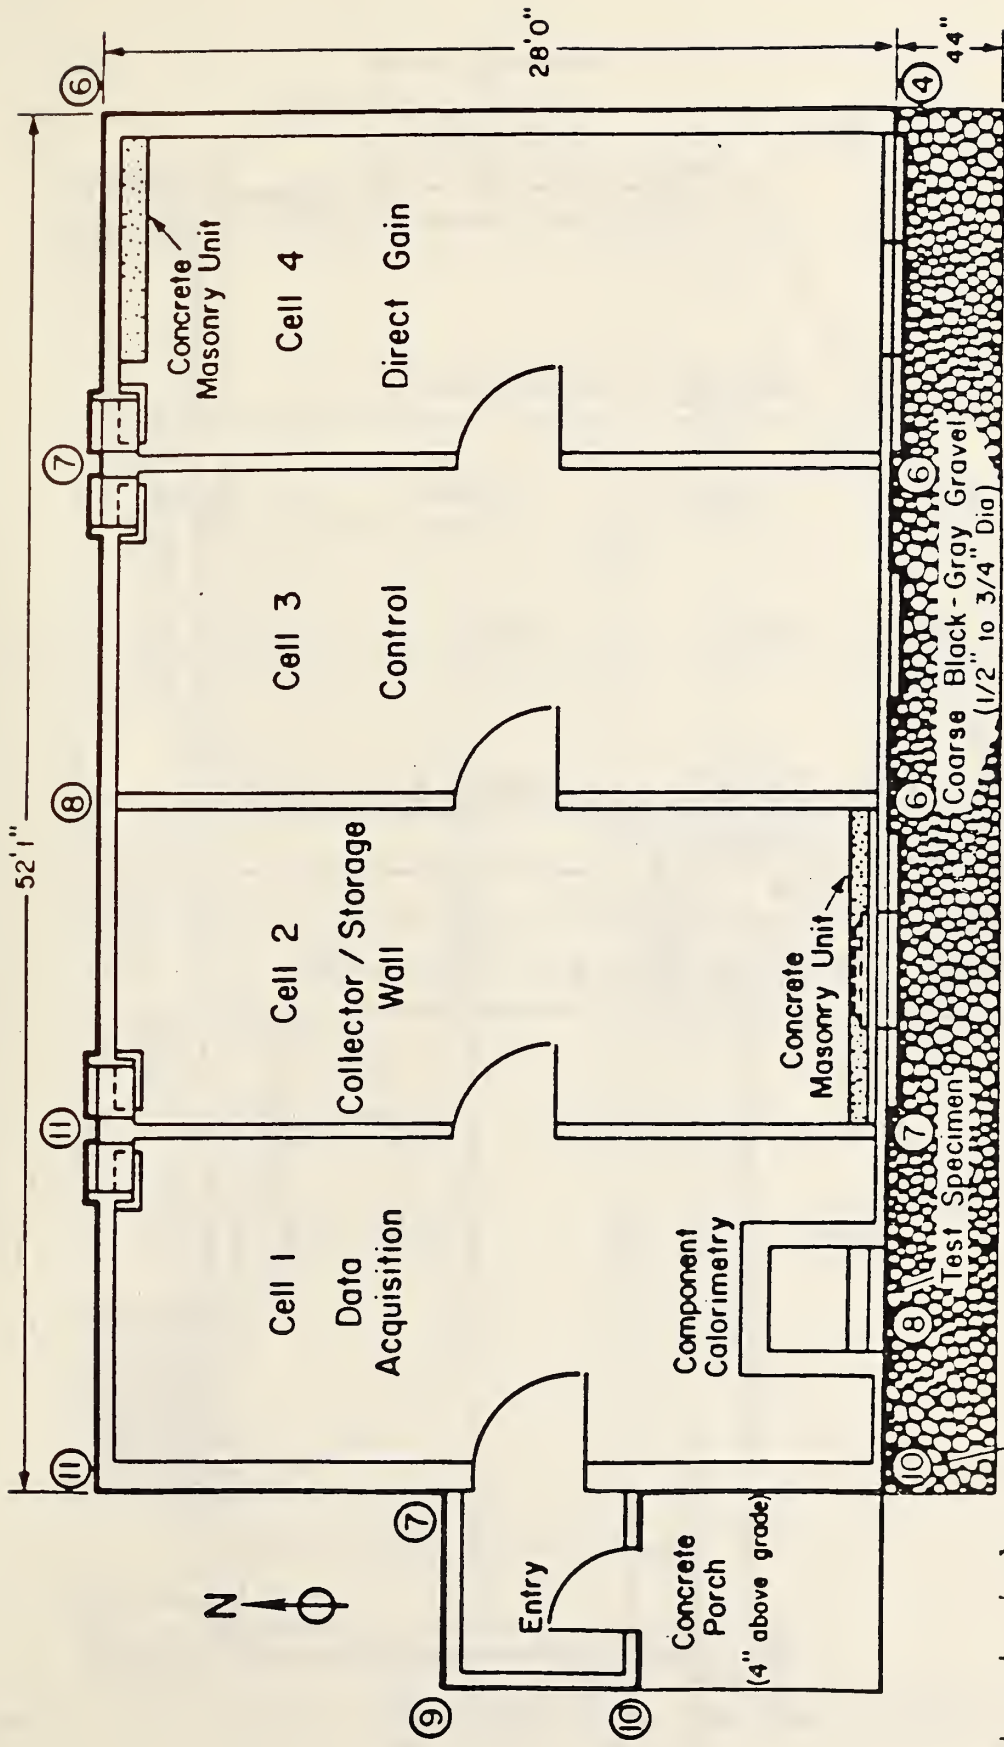 52'1"
11
11
8
7
6
28'0"
44"
4
N
7
9
10
Entry
Concrete
Porch
(4" above grade)
Cell 1
Data
Acquisition
Component
Calorimetry
Cell 2
Collector / Storage
Wall
Concrete
Masonry Unit
Cell 3
Control
Cell 4
Direct Gain
Concrete
Masonry Unit
10
8
7
6
6
Test Specimen
Coarse Black-Gray Gravel
(1/2" to 3/4" Dia)